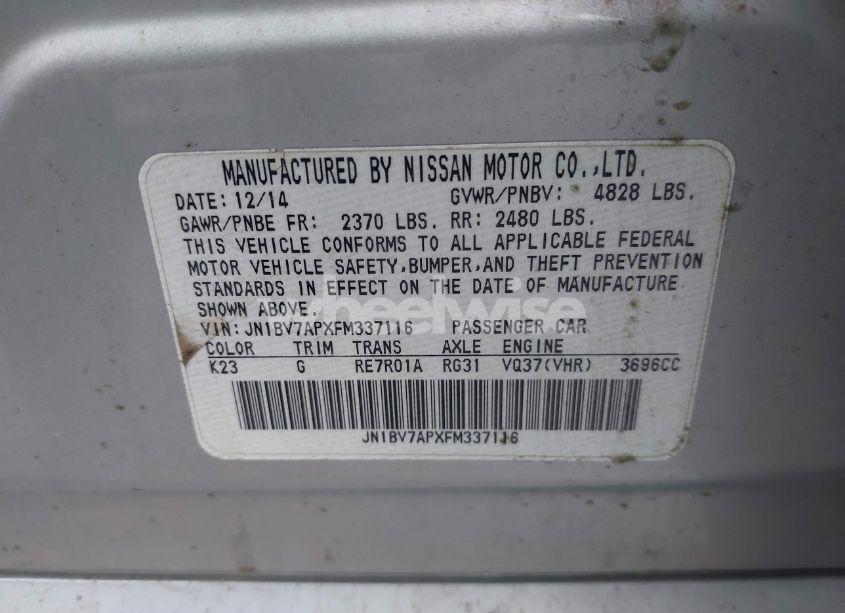 MANUFACTURED BY NISSAN MOTOR CO.,LTD.
DATE: 12/14 GVWR/PNBV: 4828 LBS.
GAWR/PNBE FR: 2370 LBS. RR: 2480 LBS.
THIS VEHICLE CONFORMS TO ALL APPLICABLE FEDERAL
MOTOR VEHICLE SAFETY,BUMPER,AND THEFT PREVENTION
STANDARDS IN EFFECT ON THE DATE OF MANUFACTURE
SHOWN ABOVE.
wheelwise
VIN:JN1BV7APXFM337116 PASSENGER CAR
COLOR TRIM TRANS AXLE ENGINE
K23 G RE7R01A RG31 VQ37(VHR) 3696CC
JN1BV7APXFM337116